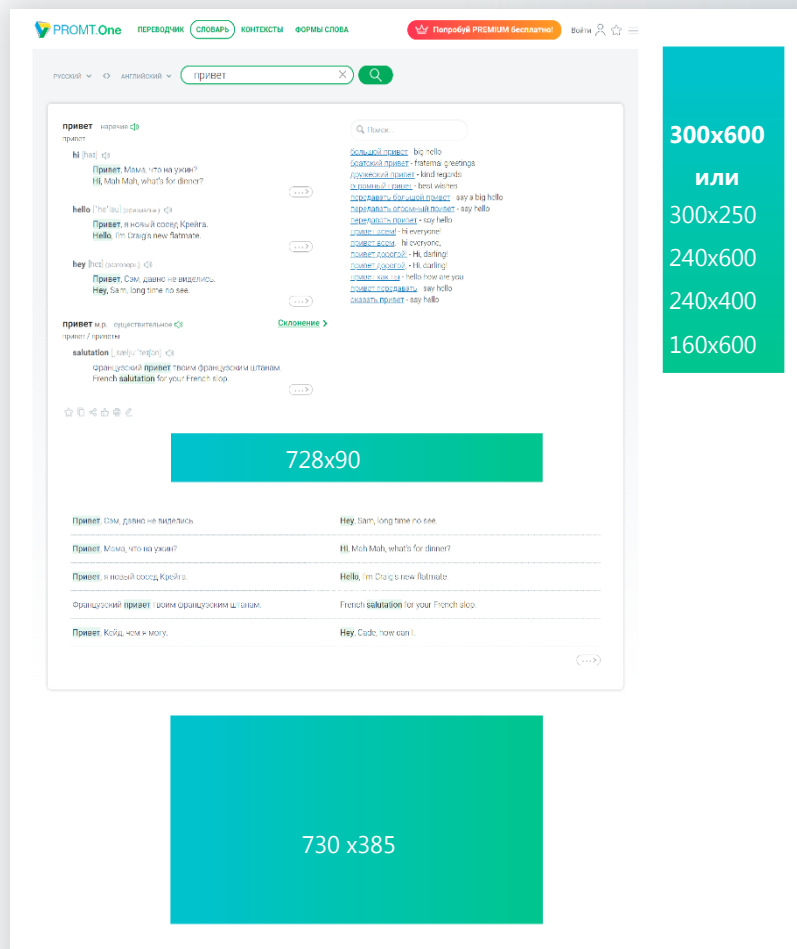 PROMT.One ПЕРЕВОДЧИК СЛОВАРЬ КОНТЕКСТЫ ФОРМЫ СЛОВА Попробуй PREMIUM бесплатно! Войти
РУССКИЙ АНГЛИЙСКИЙ привет
привет наречие
привет
hi [haɪ]
Привет, Мама, что на ужин?
Hi, Mah Mah, what's for dinner?
hello
Привет, я новый сосед Крейга.
Hello, I'm Craig's new flatmate.
hey [heɪ]
Привет, Сэм, давно не виделись.
Hey, Sam, long time no see.
привет м.р. существительное Склонение
привет / приветы
salutation
Французский привет твоим французским штанам.
French salutation for your French slop.
Поиск...
большой привет - big hello
братский привет - fraternal greetings
дружеский привет - kind regards
огромный привет - best wishes
передавать большой привет - say a big hello
передавать огромный привет - say hello
передавать привет - say hello
привет всем! - hi everyone!
привет всем, - hi everyone,
привет дорогой! - Hi, darling!
привет дорогой, - Hi, darling!
привет как ты - hello how are you
привет передавать - say hello
сказать привет - say hello
300x600
или
300x250
240x600
240x400
160x600
728x90
Привет, Сэм, давно не виделись. Hey, Sam, long time no see.
Привет, Мама, что на ужин? Hi, Mah Mah, what's for dinner?
Привет, я новый сосед Крейга. Hello, I'm Craig's new flatmate.
Французский привет твоим французским штанам. French salutation for your French slop.
Привет, Кейд, чем я могу. Hey, Cade, how can I.
730 x385